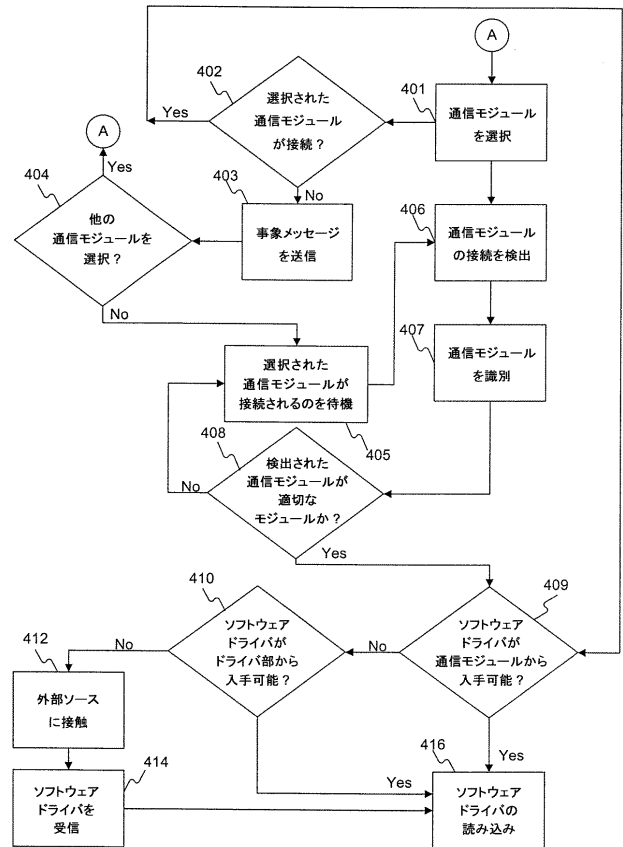 A
401
通信モジュール
を選択
402
選択された
通信モジュール
が接続？
Yes
No
403
事象メッセージ
を送信
A
Yes
404
他の
通信モジュールを
選択？
No
406
通信モジュール
の接続を検出
407
通信モジュール
を識別
選択された
通信モジュールが
接続されるのを待機
405
408
検出された
通信モジュールが
適切な
モジュールか？
No
Yes
409
ソフトウェア
ドライバが
通信モジュールから
入手可能？
No
Yes
410
ソフトウェア
ドライバが
ドライバ部から
入手可能？
No
Yes
412
外部ソース
に接触
414
ソフトウェア
ドライバを
受信
416
ソフトウェア
ドライバの
読み込み